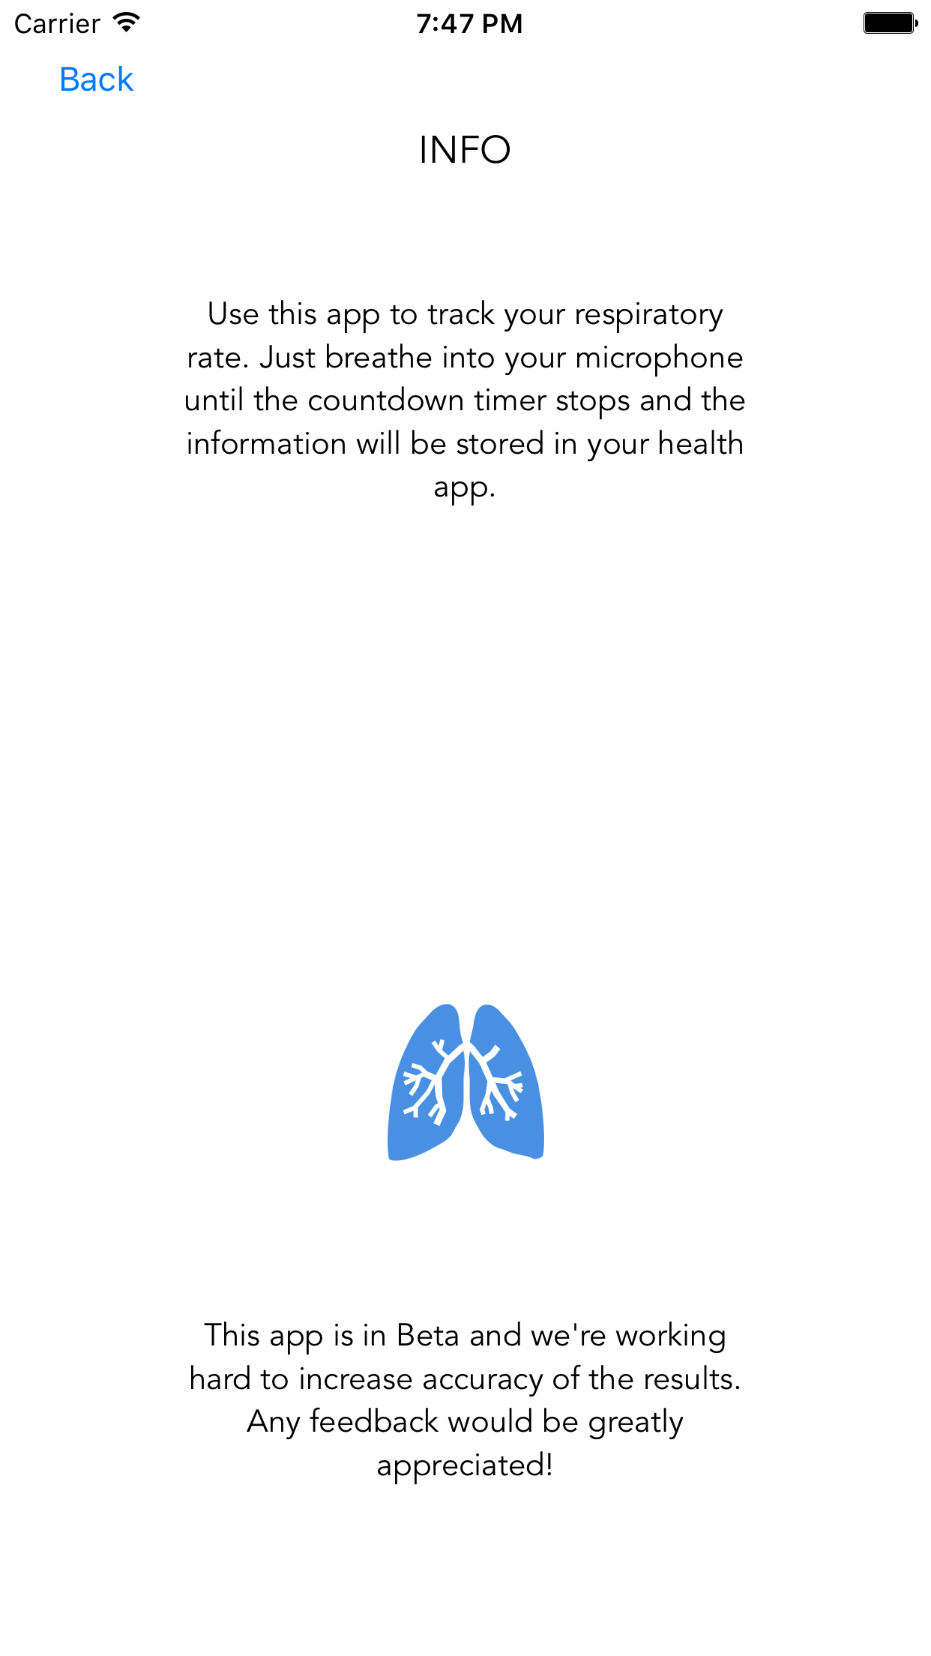 Carrier 7:47 PM
Back
INFO
Use this app to track your respiratory
rate. Just breathe into your microphone
until the countdown timer stops and the
information will be stored in your health
app.
This app is in Beta and we're working
hard to increase accuracy of the results.
Any feedback would be greatly
appreciated!